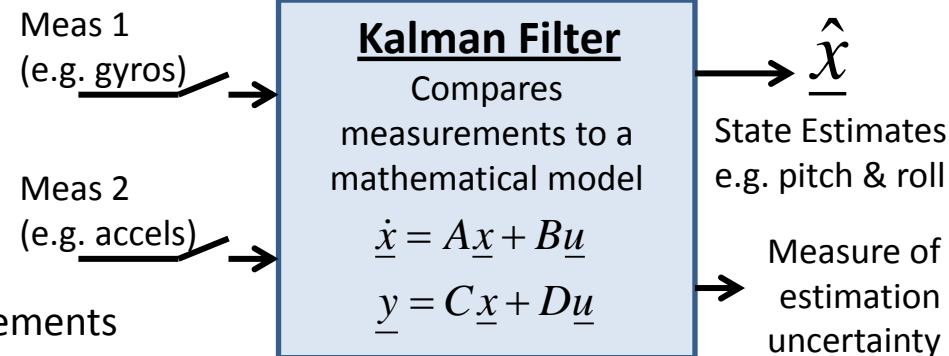 Meas 1
(e.g. gyros)
Meas 2
(e.g. accels)
ements
Kalman Filter
Compares
measurements to a
mathematical model
ẋ = Ax + Bu
y = Cx + Du
x̂
State Estimates
e.g. pitch & roll
Measure of
estimation
uncertainty